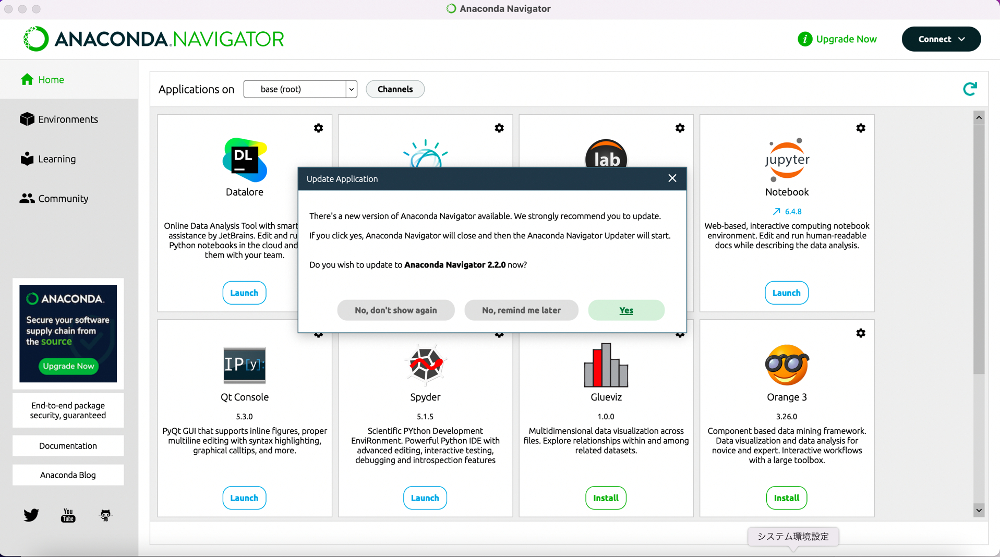 Anaconda Navigator
ANACONDA.NAVIGATOR
i Upgrade Now
Connect
Home
Environments
Learning
Community
ANACONDA.
Secure your software
supply chain from
the source
Upgrade Now
End-to-end package
security, guaranteed
Documentation
Anaconda Blog
You
Tube
Applications on
base (root)
Channels
DL
Datalore
Online Data Analysis Tool with smart
assistance by JetBrains. Edit and ru
Python notebooks in the cloud and
them with your team.
Launch
lab
jupyter
Notebook
6.4.8
Web-based, interactive computing notebook
environment. Edit and run human-readable
docs while describing the data analysis.
Launch
Update Application
There's a new version of Anaconda Navigator available. We strongly recommend you to update.
If you click yes, Anaconda Navigator will close and then the Anaconda Navigator Updater will start.
Do you wish to update to Anaconda Navigator 2.2.0 now?
No, don't show again
No, remind me later
Yes
IP[y]:
Qt Console
5.3.0
PyQt GUI that supports inline figures, proper
multiline editing with syntax highlighting,
graphical calltips, and more.
Launch
Spyder
5.1.5
Scientific PYthon Development
EnviRonment. Powerful Python IDE with
advanced editing, interactive testing,
debugging and introspection features
Launch
Glueviz
1.0.0
Multidimensional data visualization across
files. Explore relationships within and among
related datasets.
Install
Orange 3
3.26.0
Component based data mining framework.
Data visualization and data analysis for
novice and expert. Interactive workflows
with a large toolbox.
Install
システム環境設定